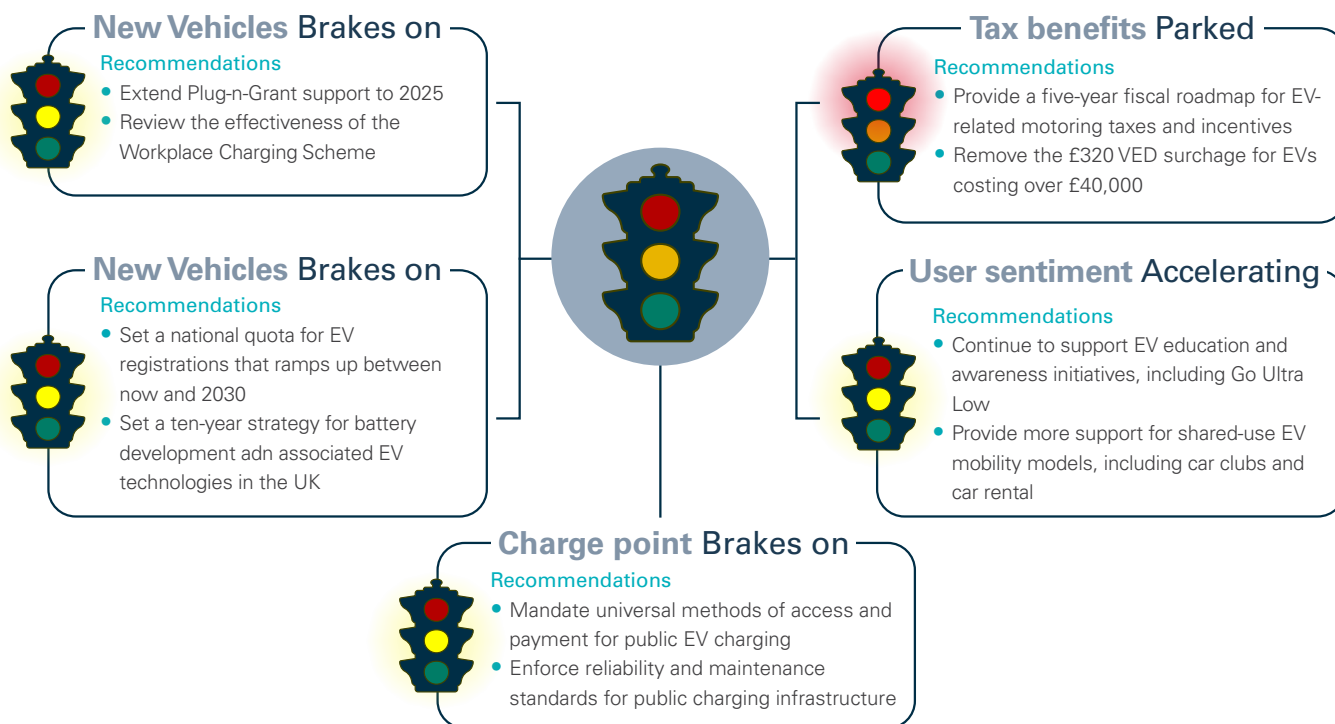 New Vehicles Brakes on
Recommendations
• Extend Plug-n-Grant support to 2025
• Review the effectiveness of the
Workplace Charging Scheme
New Vehicles Brakes on
Recommendations
• Set a national quota for EV
registrations that ramps up between
now and 2030
• Set a ten-year strategy for battery
development adn associated EV
technologies in the UK
Tax benefits Parked
Recommendations
• Provide a five-year fiscal roadmap for EV-
related motoring taxes and incentives
• Remove the £320 VED surchage for EVs
costing over £40,000
User sentiment Accelerating
Recommendations
• Continue to support EV education and
awareness initiatives, including Go Ultra
Low
• Provide more support for shared-use EV
mobility models, including car clubs and
car rental
Charge point Brakes on
Recommendations
• Mandate universal methods of access and
payment for public EV charging
• Enforce reliability and maintenance
standards for public charging infrastructure